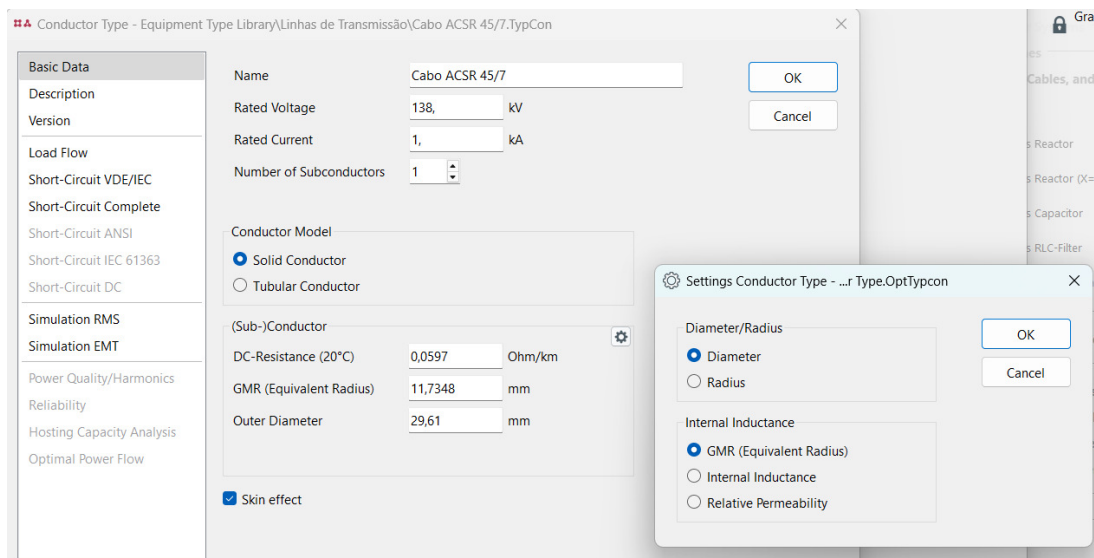 Conductor Type - Equipment Type Library\Linhas de Transmissão\Cabo ACSR 45/7.TypCon
Basic Data
Description
Version
Load Flow
Short-Circuit VDE/IEC
Short-Circuit Complete
Short-Circuit ANSI
Short-Circuit IEC 61363
Short-Circuit DC
Simulation RMS
Simulation EMT
Power Quality/Harmonics
Reliability
Hosting Capacity Analysis
Optimal Power Flow
Name Cabo ACSR 45/7
Rated Voltage 138, kV
Rated Current 1, kA
Number of Subconductors 1
OK
Cancel
Conductor Model
Solid Conductor
Tubular Conductor
(Sub-)Conductor
DC-Resistance (20°C) 0,0597 Ohm/km
GMR (Equivalent Radius) 11,7348 mm
Outer Diameter 29,61 mm
Skin effect
Gra
es
Cables, and
s Reactor
s Reactor (X=
s Capacitor
s RLC-Filter
Settings Conductor Type - ...r Type.OptTypcon
Diameter/Radius
Diameter
Radius
OK
Cancel
Internal Inductance
GMR (Equivalent Radius)
Internal Inductance
Relative Permeability